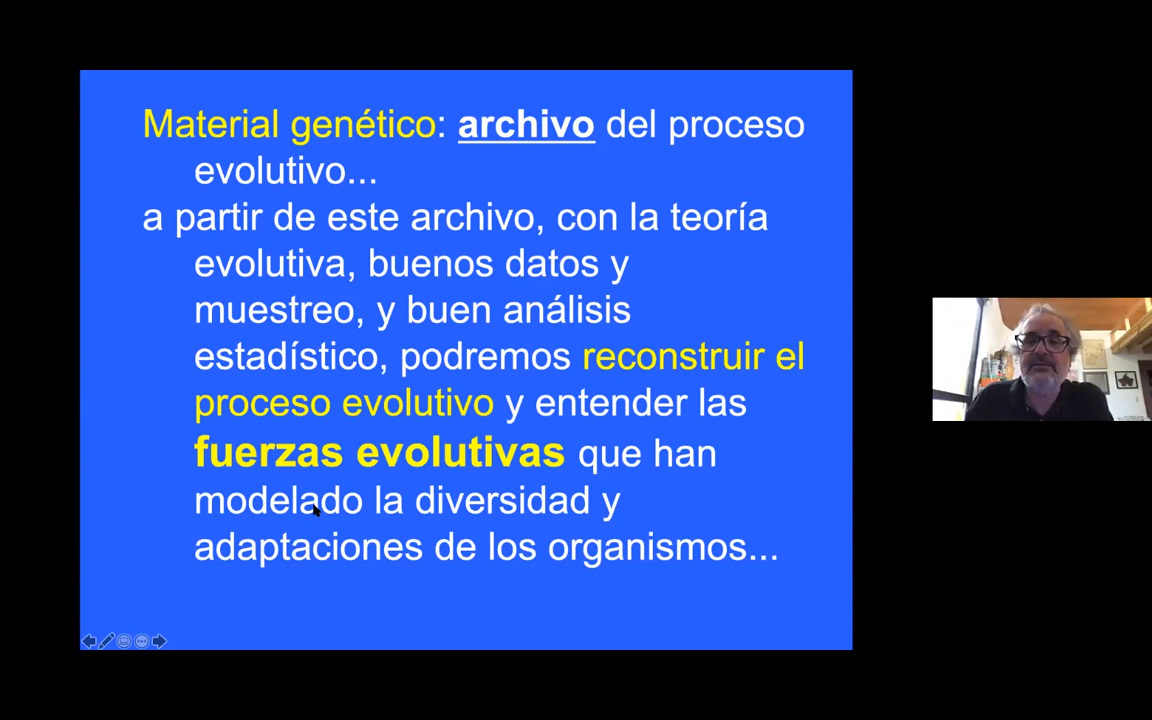 Material genético: archivo del proceso
evolutivo...
a partir de este archivo, con la teoría
evolutiva, buenos datos y
muestreo, y buen análisis
estadístico, podremos reconstruir el
proceso evolutivo y entender las
fuerzas evolutivas que han
modelado la diversidad y
adaptaciones de los organismos...